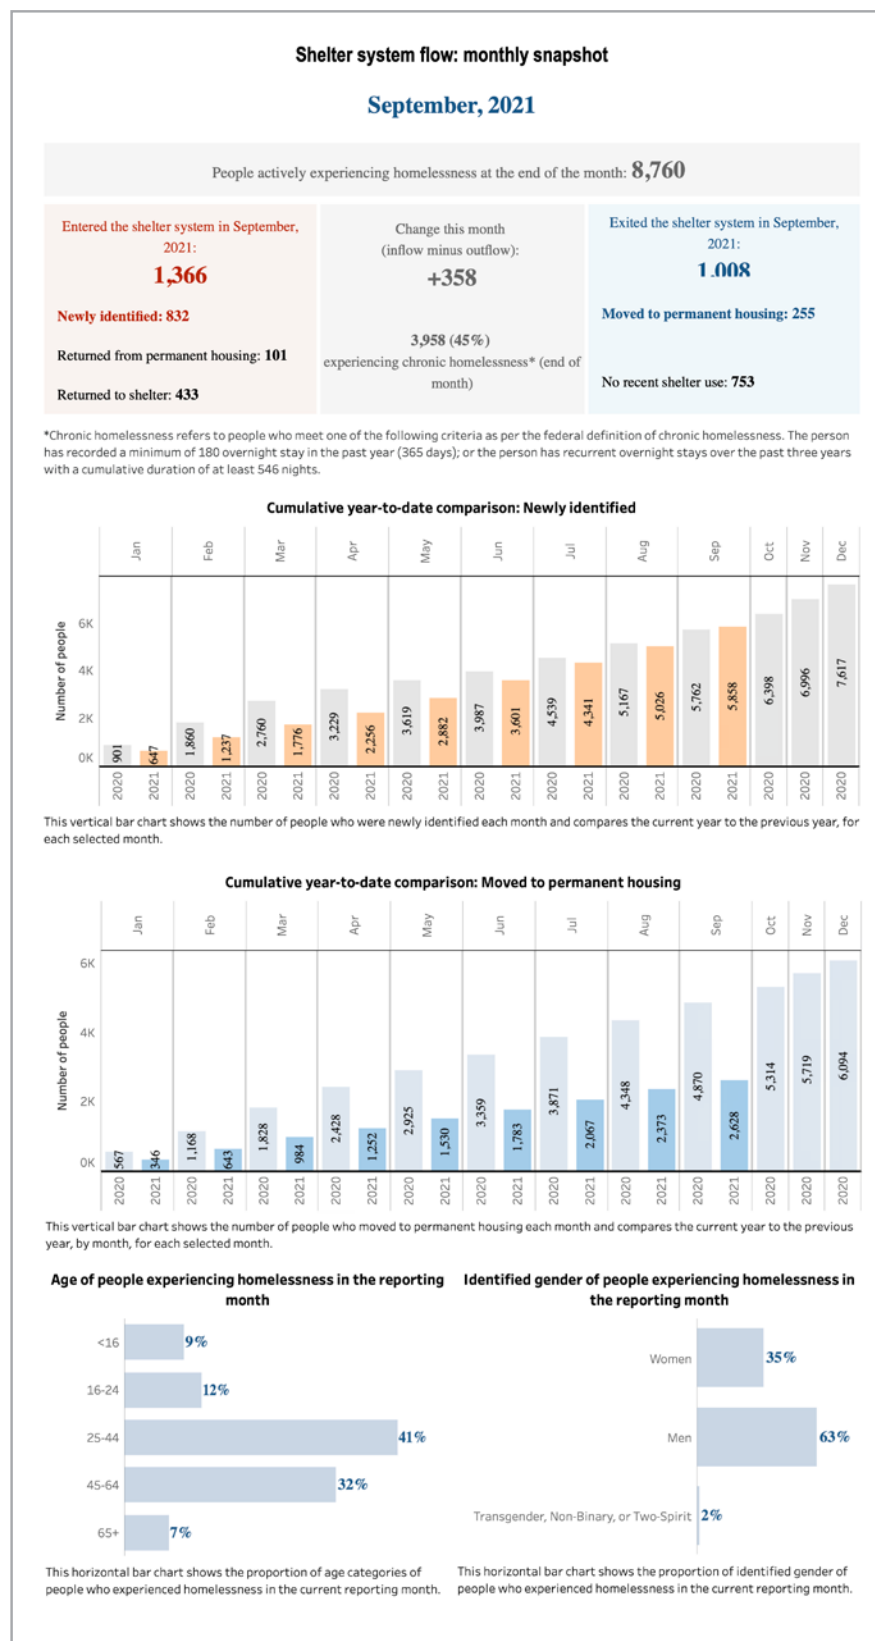 Shelter system flow: monthly snapshot
September, 2021
People actively experiencing homelessness at the end of the month: 8,760
Entered the shelter system in September,
2021:
1,366
Newly identified: 832
Returned from permanent housing: 101
Returned to shelter: 433
Change this month
(inflow minus outflow):
+358
3,958 (45%)
experiencing chronic homelessness* (end of
month)
Exited the shelter system in September,
2021:
1,008
Moved to permanent housing: 255
No recent shelter use: 753
*Chronic homelessness refers to people who meet one of the following criteria as per the federal definition of chronic homelessness. The person
has recorded a minimum of 180 overnight stay in the past year (365 days); or the person has recurrent overnight stays over the past three years
with a cumulative duration of at least 546 nights.
Cumulative year-to-date comparison: Newly identified
Jan Feb Mar Apr May Jun Jul Aug Sep Oct Nov Dec
Number of people
6K
4K
2K
0K
901 647 1,860 1,237 2,760 1,776 3,229 2,256 3,619 2,882 3,987 3,601 4,539 4,341 5,167 5,026 5,762 5,858 6,398 6,996 7,617
2020 2021 2020 2021 2020 2021 2020 2021 2020 2021 2020 2021 2020 2021 2020 2021 2020 2021 2020 2020 2020
This vertical bar chart shows the number of people who were newly identified each month and compares the current year to the previous year, for
each selected month.
Cumulative year-to-date comparison: Moved to permanent housing
Jan Feb Mar Apr May Jun Jul Aug Sep Oct Nov Dec
Number of people
6K
4K
2K
0K
567 346 1,168 643 1,828 984 2,428 1,252 2,925 1,530 3,359 1,783 3,871 2,067 4,348 2,373 4,870 2,628 5,314 5,719 6,094
2020 2021 2020 2021 2020 2021 2020 2021 2020 2021 2020 2021 2020 2021 2020 2021 2020 2021 2020 2020 2020
This vertical bar chart shows the number of people who moved to permanent housing each month and compares the current year to the previous
year, by month, for each selected month.
Age of people experiencing homelessness in the reporting
month
<16 9%
16-24 12%
25-44 41%
45-64 32%
65+ 7%
This horizontal bar chart shows the proportion of age categories of
people who experienced homelessness in the current reporting month.
Identified gender of people experiencing homelessness in
the reporting month
Women 35%
Men 63%
Transgender, Non-Binary, or Two-Spirit 2%
This horizontal bar chart shows the proportion of identified gender of
people who experienced homelessness in the current reporting month.